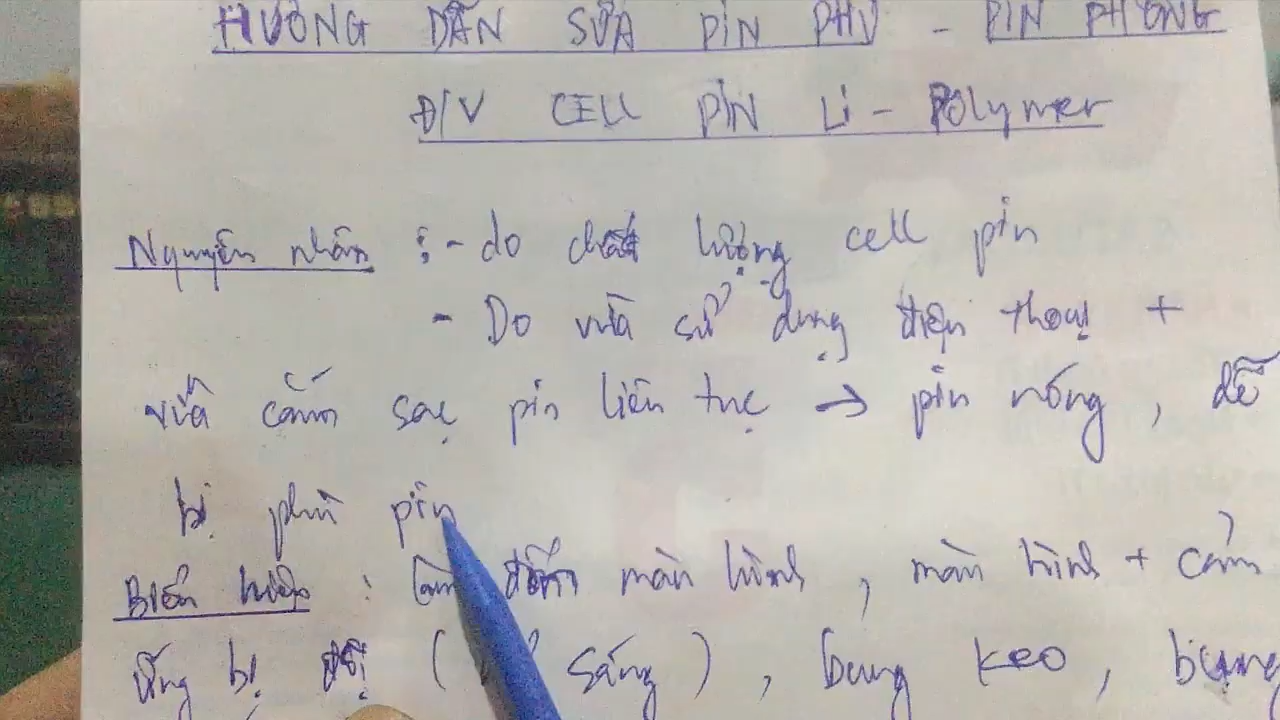 HƯỚNG DẪN SỬA PIN PHÙ - PIN PHỒNG
Đ/V CELL PIN Li - Polymer
Nguyên nhân : - do chất lượng cell pin
- Do vừa sử dụng điện thoại +
vừa cắm sạc pin liên tục → pin nóng, dễ
bị phù pin
Biểu hiện : màn hình, màn hình + cảm
ứng bị ( sáng), bung keo, bung